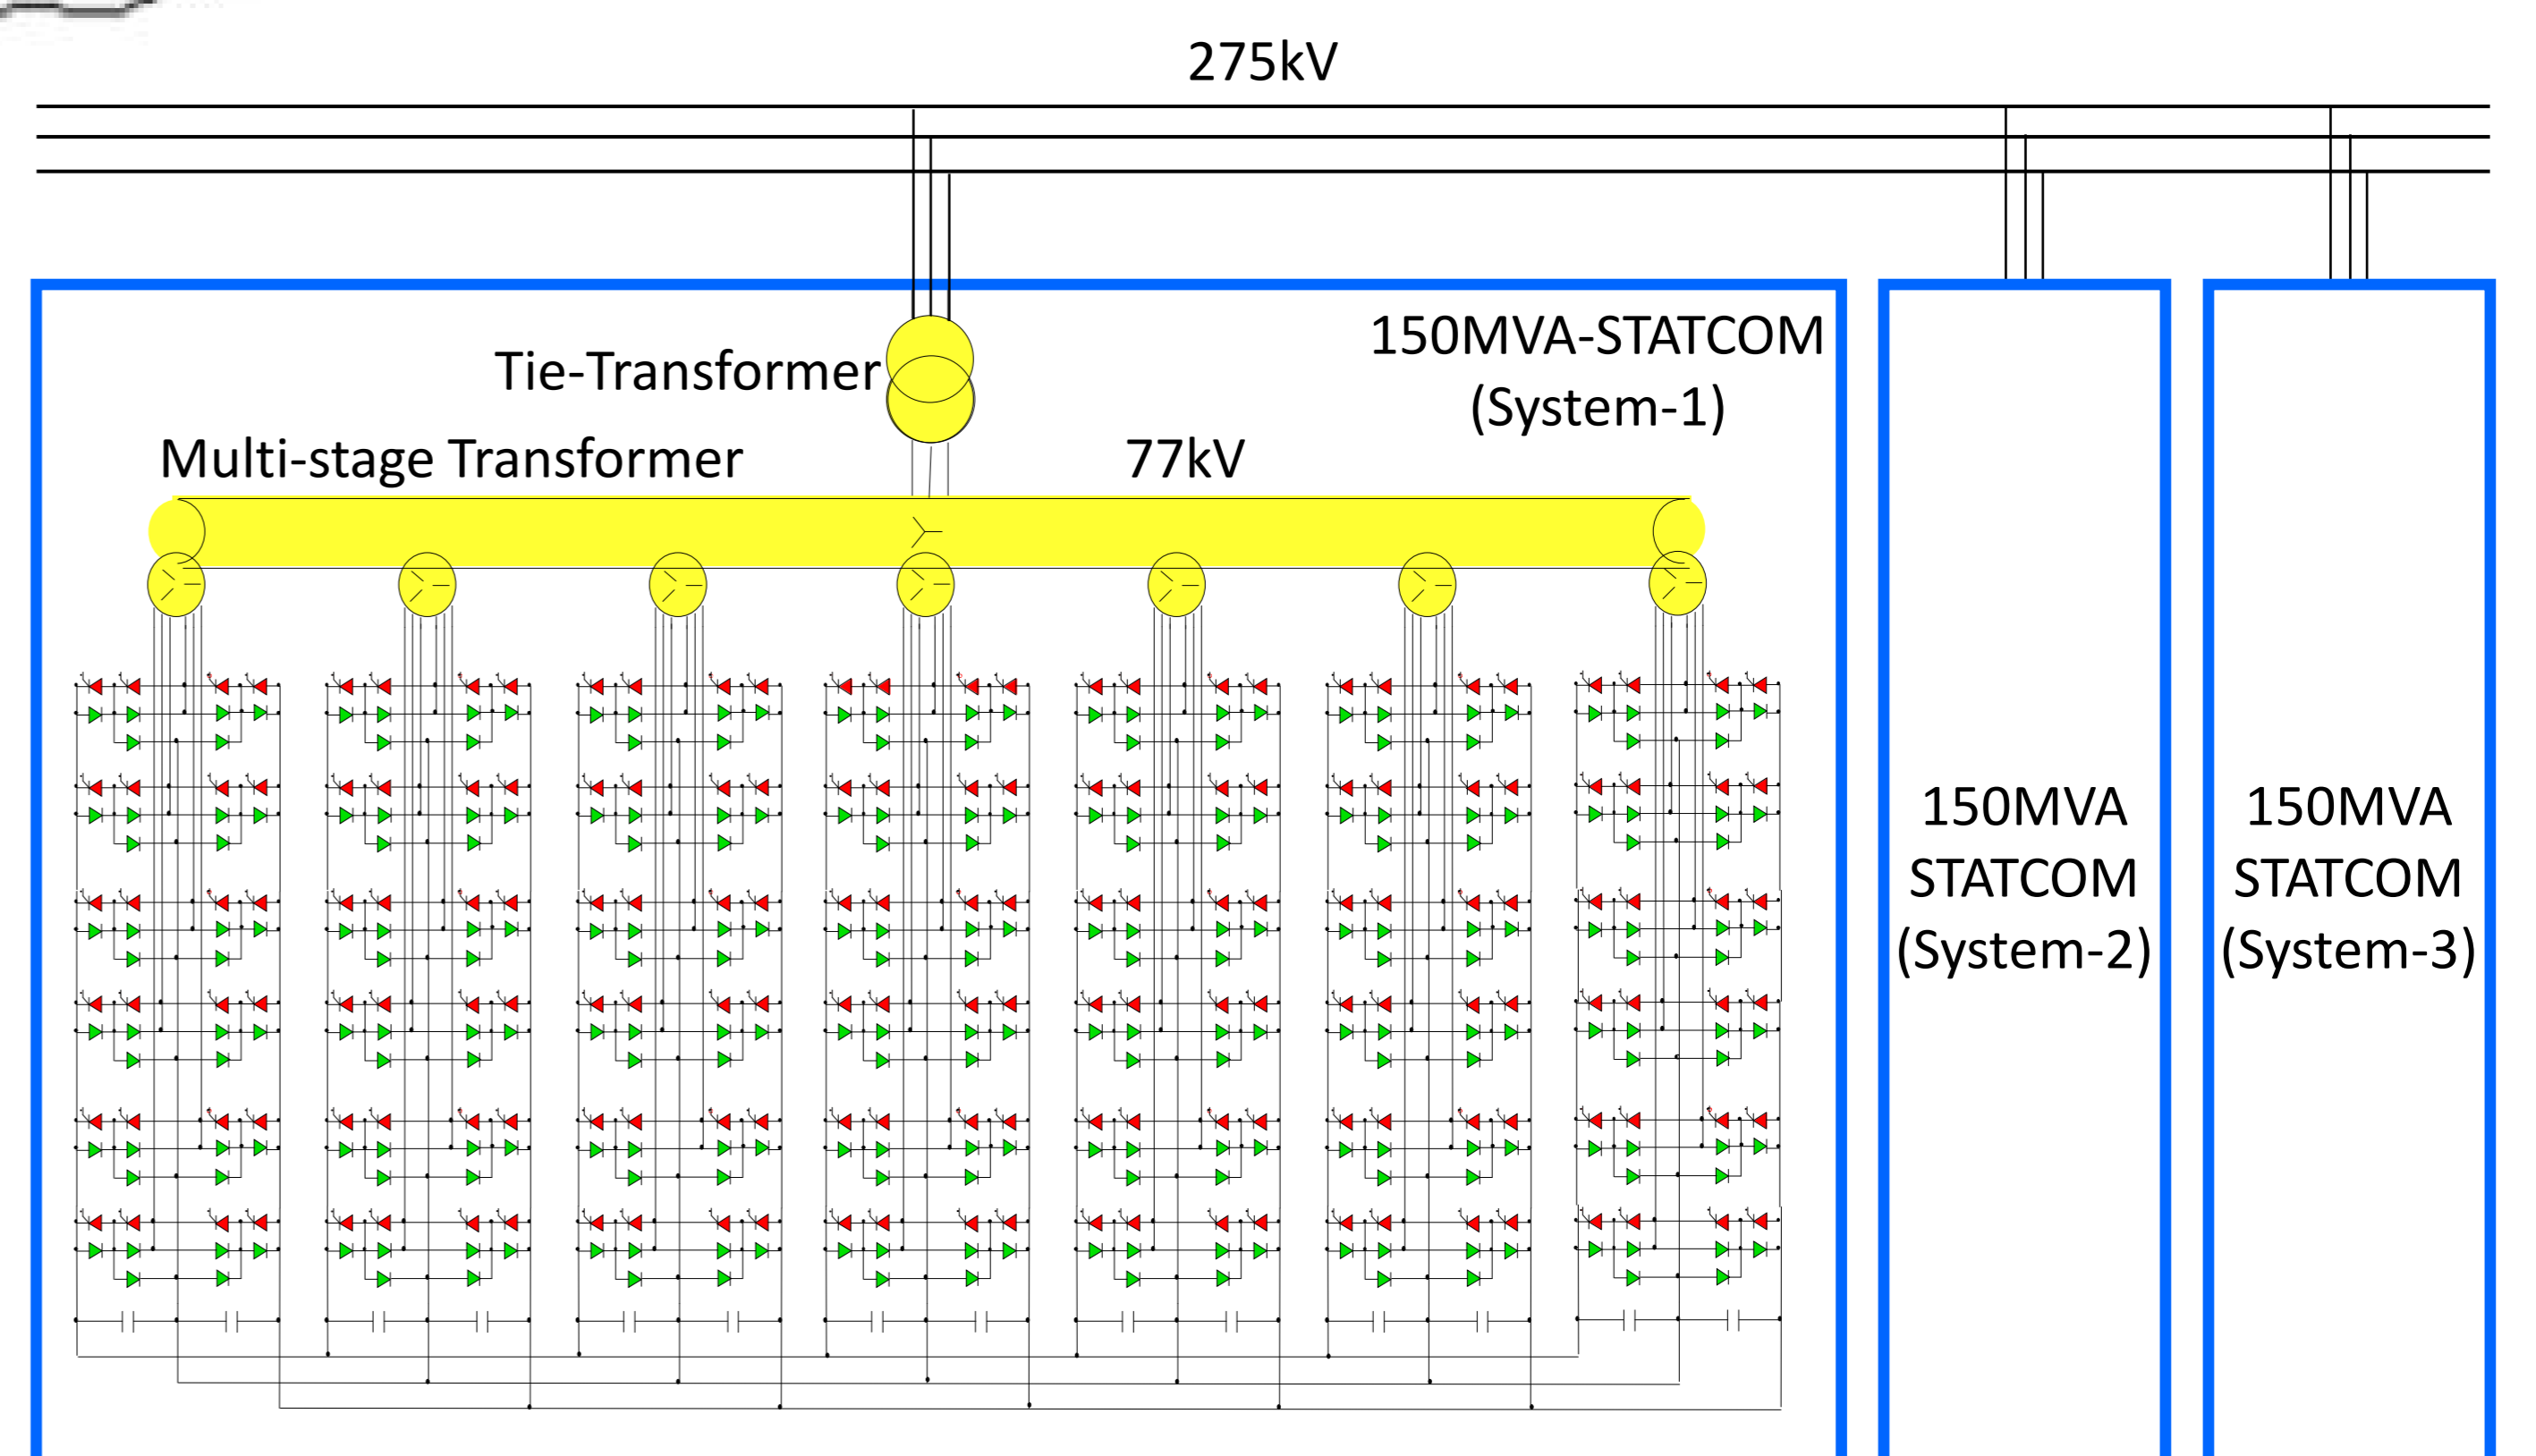 275kV
150MVA-STATCOM
(System-1)
Tie-Transformer
Multi-stage Transformer
77kV
150MVA
STATCOM
(System-2)
150MVA
STATCOM
(System-3)